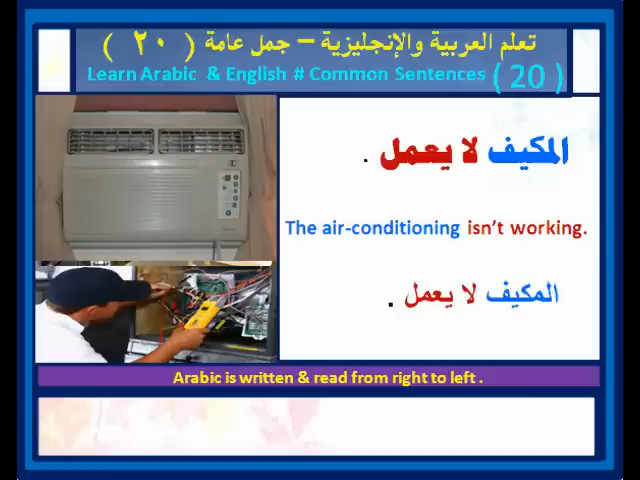 تعلم العربية والإنجليزية – جمل عامة ( ٢٠ )
Learn Arabic & English # Common Sentences ( 20 )
المكيف لا يعمل .
The air-conditioning isn't working.
المكيف لا يعمل .
Arabic is written & read from right to left .